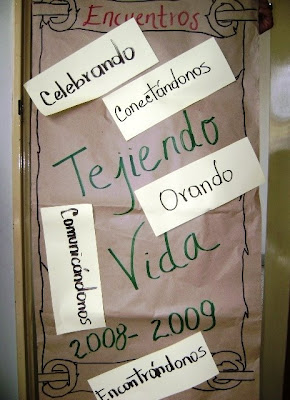 Encuentros
Celebrando
Conectándonos
Tejiendo
Orando
Comunicándonos
Vida
2008-2009
Encontrándonos